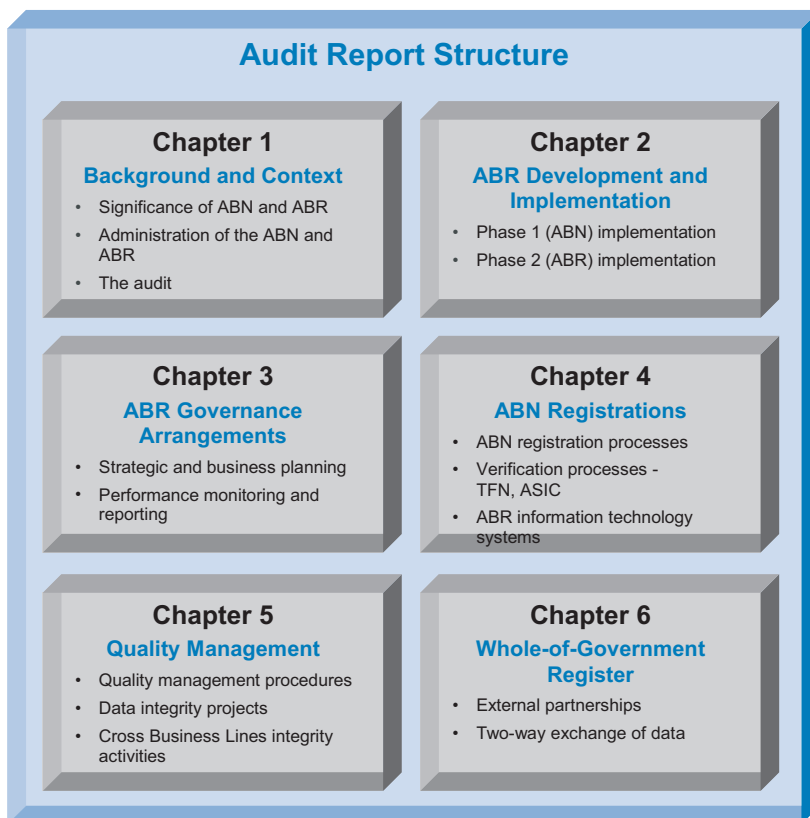 Audit Report Structure
Chapter 1
Background and Context
• Significance of ABN and ABR
• Administration of the ABN and
ABR
• The audit
Chapter 2
ABR Development and
Implementation
• Phase 1 (ABN) implementation
• Phase 2 (ABR) implementation
Chapter 3
ABR Governance
Arrangements
• Strategic and business planning
• Performance monitoring and
reporting
Chapter 4
ABN Registrations
• ABN registration processes
• Verification processes -
TFN, ASIC
• ABR information technology
systems
Chapter 5
Quality Management
• Quality management procedures
• Data integrity projects
• Cross Business Lines integrity
activities
Chapter 6
Whole-of-Government
Register
• External partnerships
• Two-way exchange of data